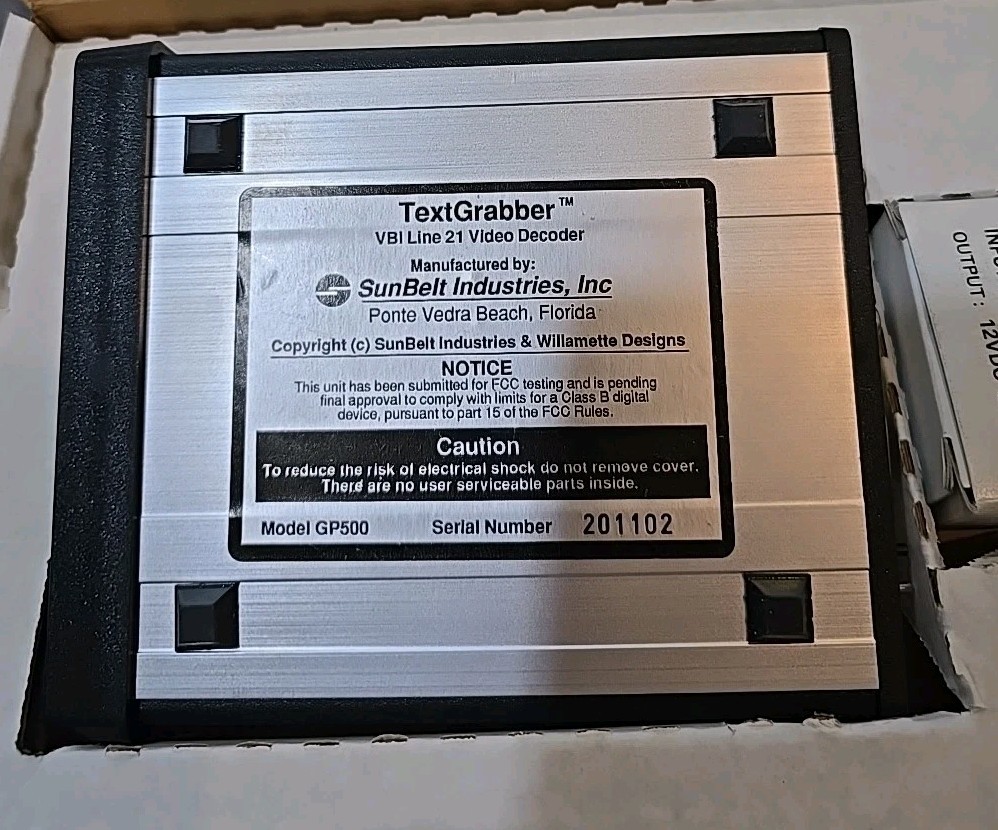 TextGrabber™
VBI Line 21 Video Decoder
Manufactured by:
SunBelt Industries, Inc
Ponte Vedra Beach, Florida
Copyright (c) SunBelt Industries & Willamette Designs
NOTICE
This unit has been submitted for FCC testing and is pending
final approval to comply with limits for a Class B digital
device, pursuant to part 15 of the FCC Rules.
Caution
To reduce the risk of electrical shock do not remove cover.
There are no user serviceable parts inside.
Model GP500 Serial Number 201102
OUTPUT: 12VDC